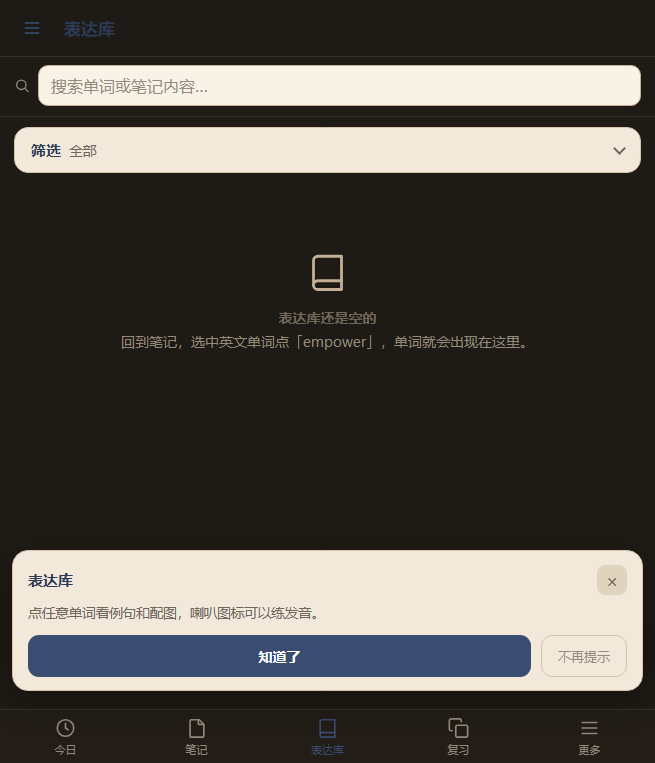 表达库
搜索单词或笔记内容...
筛选 全部
表达库还是空的
回到笔记，选中英文单词点「empower」，单词就会出现在这里。
表达库
×
点任意单词看例句和配图，喇叭图标可以练发音。
知道了 不再提示
今日 笔记 表达库 复习 更多